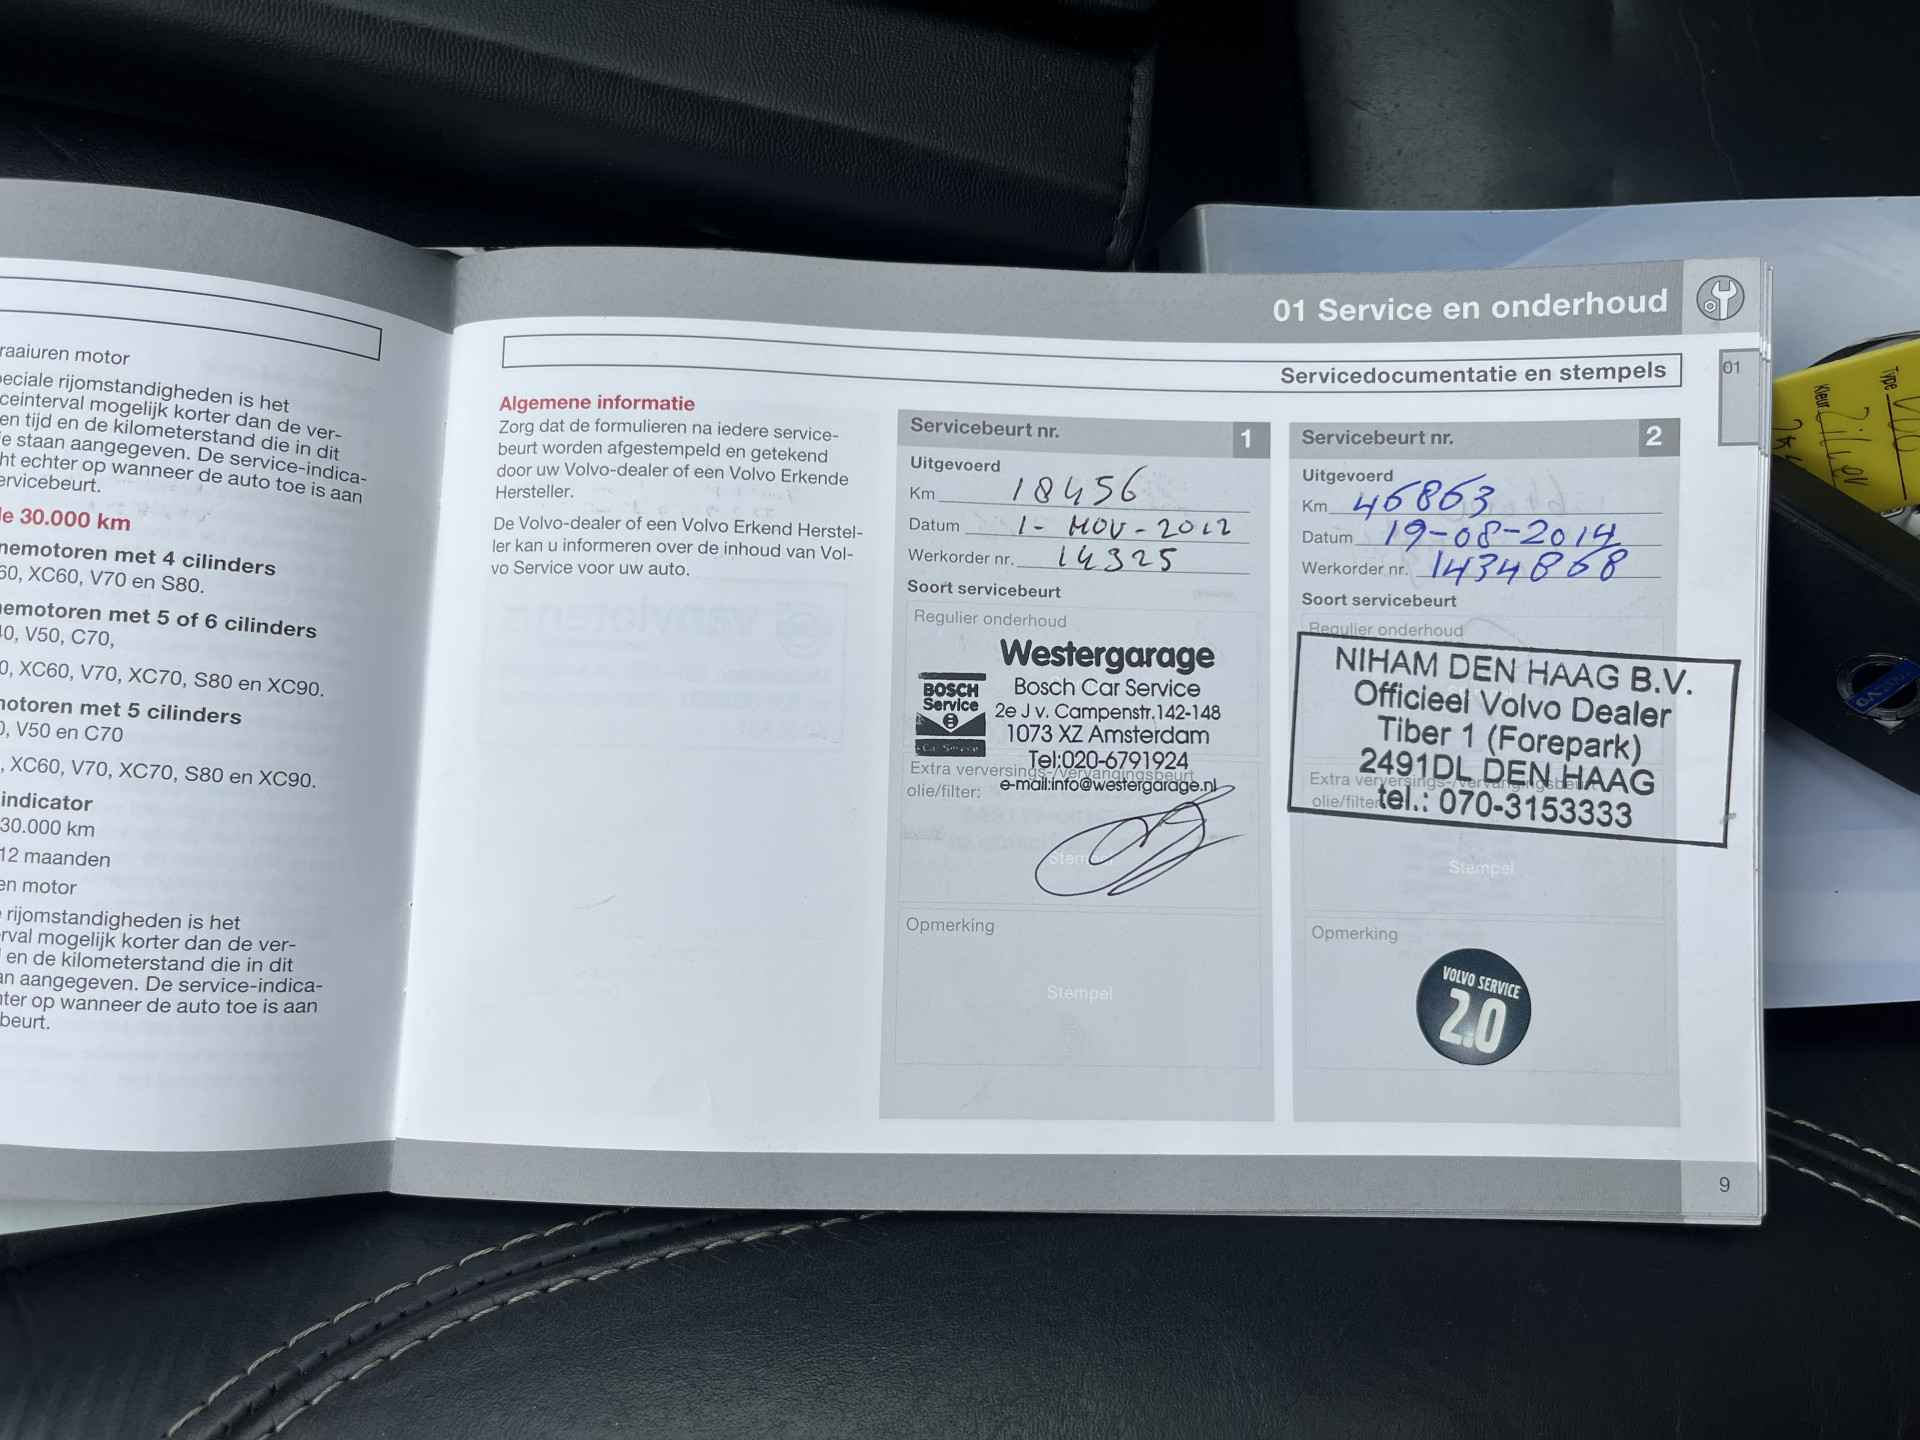 raaiuren motor
eciale rijomstandigheden is het
ceinterval mogelijk korter dan de ver-
en tijd en de kilometerstand die in dit
e staan aangegeven. De service-indica-
ht echter op wanneer de auto toe is aan
ervicebeurt.
le 30.000 km
nemotoren met 4 cilinders
60, XC60, V70 en S80.
nemotoren met 5 of 6 cilinders
40, V50, C70,
0, XC60, V70, XC70, S80 en XC90.
notoren met 5 cilinders
0, V50 en C70
, XC60, V70, XC70, S80 en XC90.
indicator
30.000 km
12 maanden
en motor
e rijomstandigheden is het
rval mogelijk korter dan de ver-
en de kilometerstand die in dit
an aangegeven. De service-indica-
hter op wanneer de auto toe is aan
beurt.
01 Service en onderhoud
Servicedocumentatie en stempels
01
Algemene informatie
Zorg dat de formulieren na iedere service-
beurt worden afgestempeld en getekend
door uw Volvo-dealer of een Volvo Erkende
Hersteller.
De Volvo-dealer of een Volvo Erkend Herstel-
ler kan u informeren over de inhoud van Vol-
vo Service voor uw auto.
Servicebeurt nr. 1
Uitgevoerd
Km 18456
Datum 1-NOV-2012
Werkorder nr. 14325
Soort servicebeurt
Regulier onderhoud
Westergarage
BOSCH
Service
Car Service
Bosch Car Service
2e J v. Campenstr.142-148
1073 XZ Amsterdam
Tel:020-6791924
e-mail:info@westergarage.nl
Extra verversings-/vervangingsbeurt
olie/filter:
Stempel
Opmerking
Stempel
Servicebeurt nr. 2
Uitgevoerd
Km 46863
Datum 19-08-2014
Werkorder nr. 1434868
Soort servicebeurt
Regulier onderhoud
NIHAM DEN HAAG B.V.
Officieel Volvo Dealer
Tiber 1 (Forepark)
2491DL DEN HAAG
tel.: 070-3153333
Extra verversings-/vervangingsbeurt
olie/filter
Stempel
Opmerking
VOLVO SERVICE
2.0
9
Type
Kleur
VOLVO